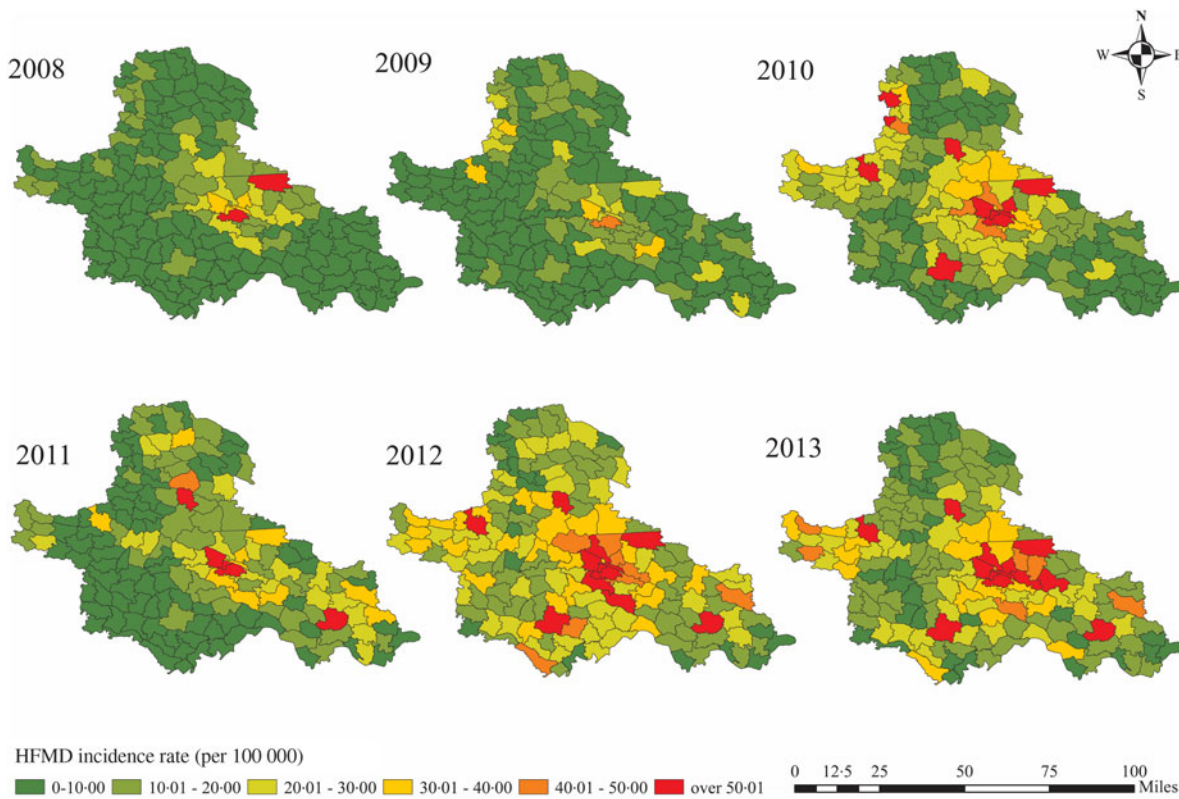 2008
2009
2010
N
W E
S
2011
2012
2013
HFMD incidence rate (per 100 000)
0-10·00 10·01 - 20·00 20·01 - 30·00 30·01 - 40·00 40·01 - 50·00 over 50·01
0 12·5 25 50 75 100
Miles